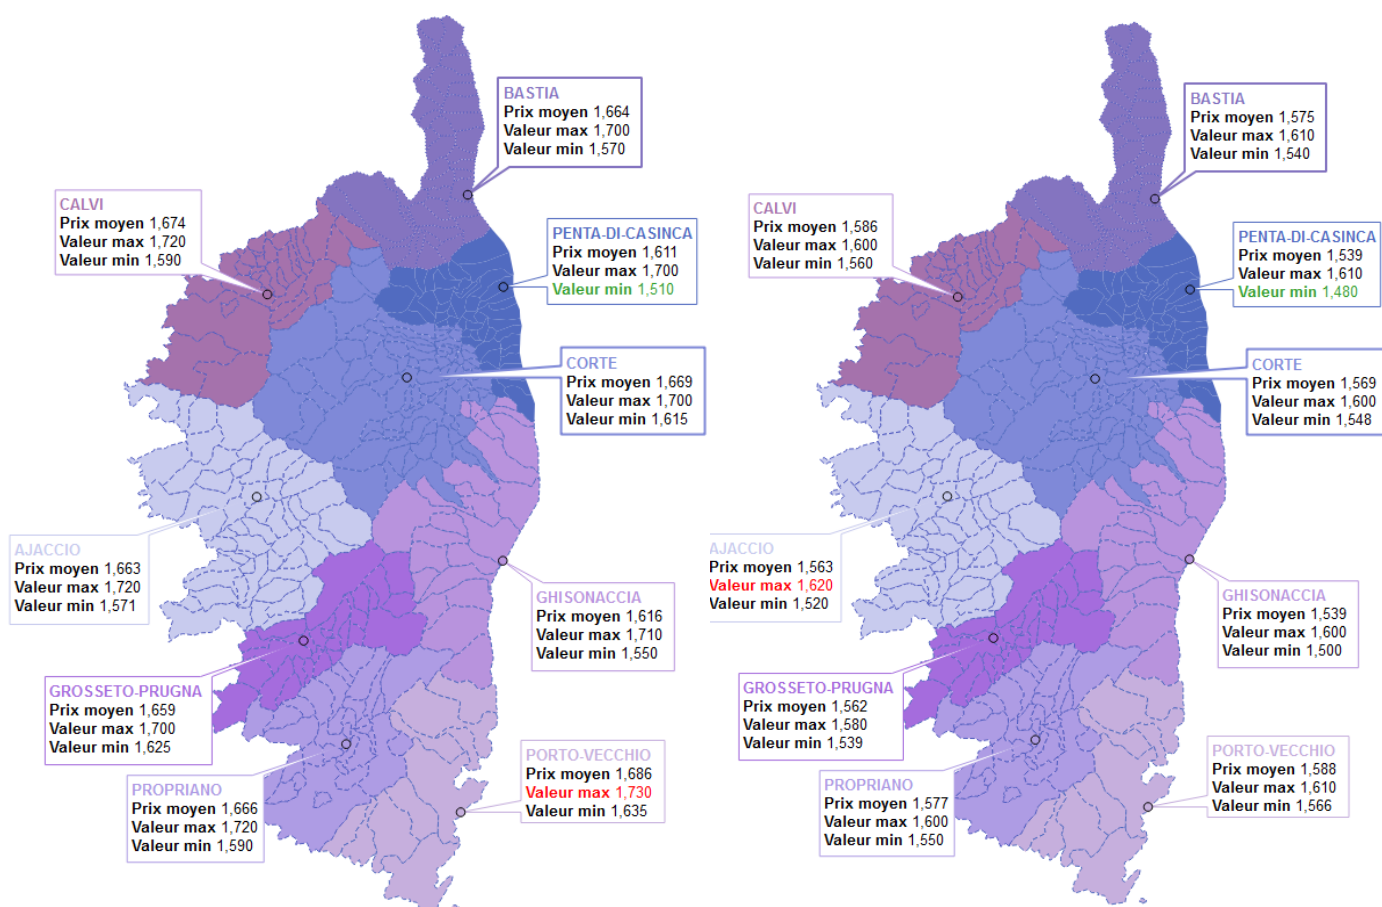 BASTIA
Prix moyen 1,664
Valeur max 1,700
Valeur min 1,570
CALVI
Prix moyen 1,674
Valeur max 1,720
Valeur min 1,590
PENTA-DI-CASINCA
Prix moyen 1,611
Valeur max 1,700
Valeur min 1,510
CORTE
Prix moyen 1,669
Valeur max 1,700
Valeur min 1,615
AJACCIO
Prix moyen 1,663
Valeur max 1,720
Valeur min 1,571
GHISONACCIA
Prix moyen 1,616
Valeur max 1,710
Valeur min 1,550
GROSSETO-PRUGNA
Prix moyen 1,659
Valeur max 1,700
Valeur min 1,625
PORTO-VECCHIO
Prix moyen 1,686
Valeur max 1,730
Valeur min 1,635
PROPRIANO
Prix moyen 1,666
Valeur max 1,720
Valeur min 1,590
BASTIA
Prix moyen 1,575
Valeur max 1,610
Valeur min 1,540
CALVI
Prix moyen 1,586
Valeur max 1,600
Valeur min 1,560
PENTA-DI-CASINCA
Prix moyen 1,539
Valeur max 1,610
Valeur min 1,480
CORTE
Prix moyen 1,569
Valeur max 1,600
Valeur min 1,548
AJACCIO
Prix moyen 1,563
Valeur max 1,620
Valeur min 1,520
GHISONACCIA
Prix moyen 1,539
Valeur max 1,600
Valeur min 1,500
GROSSETO-PRUGNA
Prix moyen 1,562
Valeur max 1,580
Valeur min 1,539
PORTO-VECCHIO
Prix moyen 1,588
Valeur max 1,610
Valeur min 1,566
PROPRIANO
Prix moyen 1,577
Valeur max 1,600
Valeur min 1,550